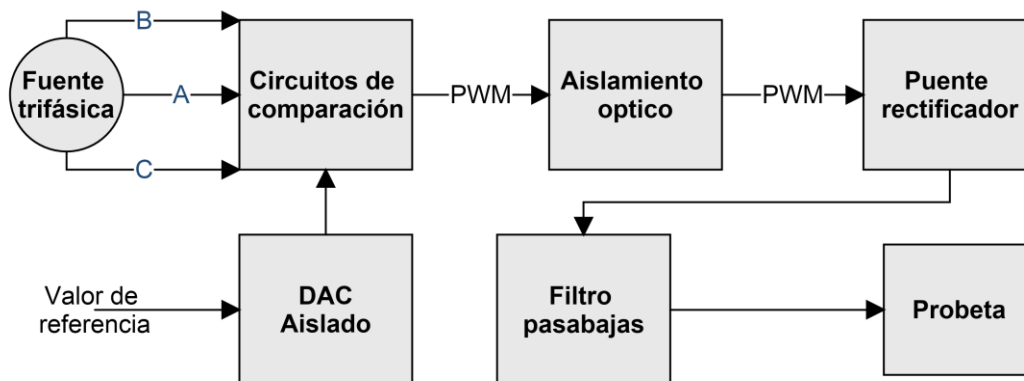 B
Fuente
trifásica
A
C
Circuitos de
comparación
PWM
Aislamiento
optico
PWM
Puente
rectificador
Valor de
referencia
DAC
Aislado
Filtro
pasabajas
Probeta